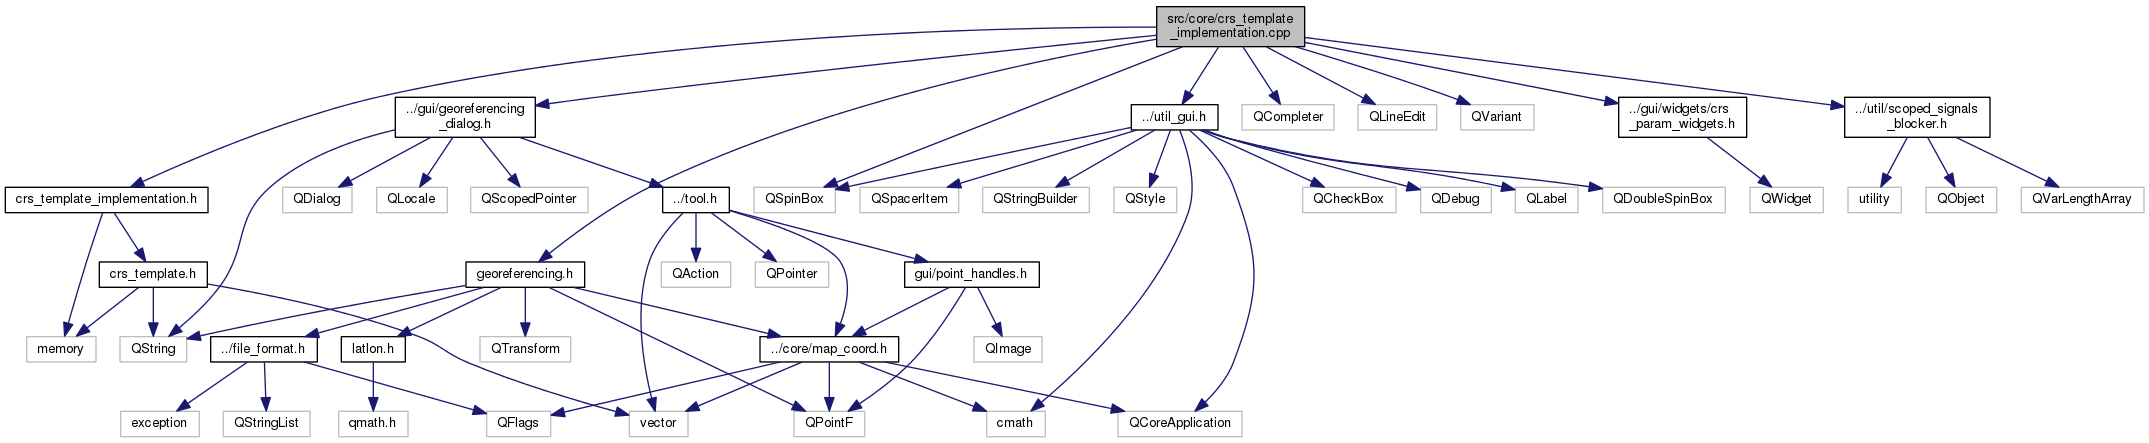 src/core/crs_template
_implementation.cpp
../gui/georeferencing
_dialog.h
../util_gui.h
QCompleter
QLineEdit
QVariant
../gui/widgets/crs
_param_widgets.h
../util/scoped_signals
_blocker.h
crs_template_implementation.h
QDialog
QLocale
QScopedPointer
../tool.h
QSpinBox
QSpacerItem
QStringBuilder
QStyle
QCheckBox
QDebug
QLabel
QDoubleSpinBox
QWidget
utility
QObject
QVarLengthArray
crs_template.h
georeferencing.h
QAction
QPointer
gui/point_handles.h
memory
QString
../file_format.h
latlon.h
QTransform
../core/map_coord.h
QImage
exception
QStringList
qmath.h
QFlags
vector
QPointF
cmath
QCoreApplication